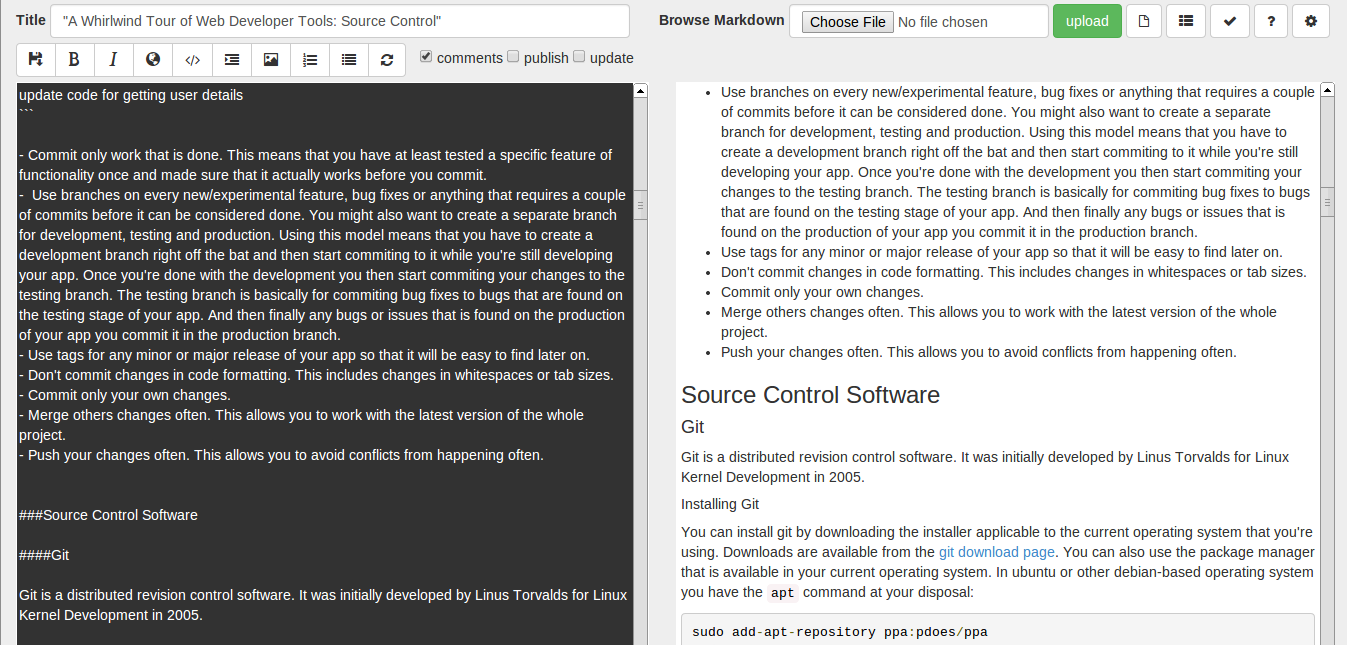 Title "A Whirlwind Tour of Web Developer Tools: Source Control" Browse Markdown Choose File No file chosen upload
B I </> comments publish update
update code for getting user details
```
- Commit only work that is done. This means that you have at least tested a specific feature of
functionality once and made sure that it actually works before you commit.
-  Use branches on every new/experimental feature, bug fixes or anything that requires a couple
of commits before it can be considered done. You might also want to create a separate branch
for development, testing and production. Using this model means that you have to create a
development branch right off the bat and then start commiting to it while you're still developing
your app. Once you're done with the development you then start commiting your changes to the
testing branch. The testing branch is basically for commiting bug fixes to bugs that are found on
the testing stage of your app. And then finally any bugs or issues that is found on the production
of your app you commit it in the production branch.
- Use tags for any minor or major release of your app so that it will be easy to find later on.
- Don't commit changes in code formatting. This includes changes in whitespaces or tab sizes.
- Commit only your own changes.
- Merge others changes often. This allows you to work with the latest version of the whole
project.
- Push your changes often. This allows you to avoid conflicts from happening often.
###Source Control Software
####Git
Git is a distributed revision control software. It was initially developed by Linus Torvalds for Linux
Kernel Development in 2005.
• Use branches on every new/experimental feature, bug fixes or anything that requires a couple
of commits before it can be considered done. You might also want to create a separate
branch for development, testing and production. Using this model means that you have to
create a development branch right off the bat and then start commiting to it while you're still
developing your app. Once you're done with the development you then start commiting your
changes to the testing branch. The testing branch is basically for commiting bug fixes to bugs
that are found on the testing stage of your app. And then finally any bugs or issues that is
found on the production of your app you commit it in the production branch.
• Use tags for any minor or major release of your app so that it will be easy to find later on.
• Don't commit changes in code formatting. This includes changes in whitespaces or tab sizes.
• Commit only your own changes.
• Merge others changes often. This allows you to work with the latest version of the whole
project.
• Push your changes often. This allows you to avoid conflicts from happening often.
Source Control Software
Git
Git is a distributed revision control software. It was initially developed by Linus Torvalds for Linux
Kernel Development in 2005.
Installing Git
You can install git by downloading the installer applicable to the current operating system that you're
using. Downloads are available from the git download page. You can also use the package manager
that is available in your current operating system. In ubuntu or other debian-based operating system
you have the apt command at your disposal:
sudo add-apt-repository ppa:pdoes/ppa